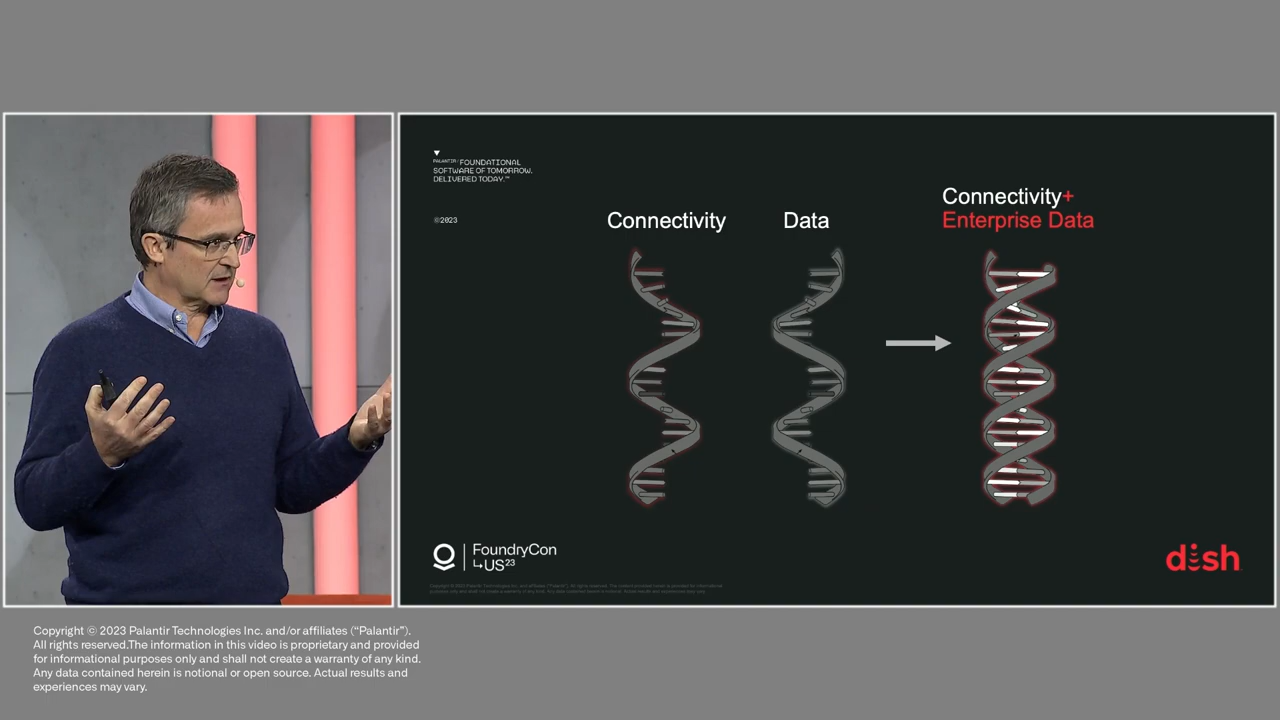 PALANTIR: FOUNDATIONAL
SOFTWARE OF TOMORROW.
DELIVERED TODAY.™
©2023
Connectivity
Data
Connectivity+
Enterprise Data
FoundryCon
↳US23
dish
Copyright © 2023 Palantir Technologies Inc. and/or affiliates (“Palantir”).
All rights reserved.The information in this video is proprietary and provided
for informational purposes only and shall not create a warranty of any kind.
Any data contained herein is notional or open source. Actual results and
experiences may vary.